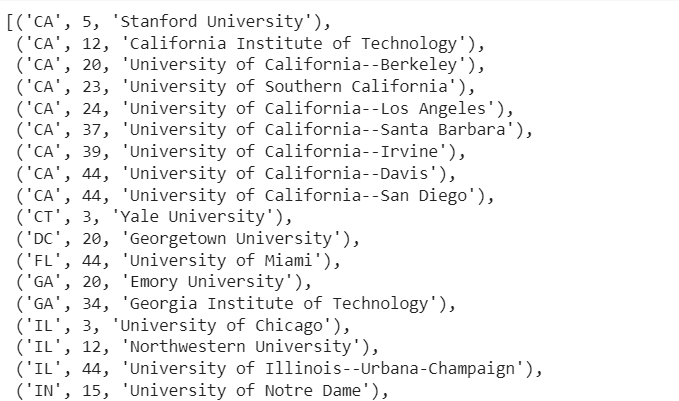 [('CA', 5, 'Stanford University'),
('CA', 12, 'California Institute of Technology'),
('CA', 20, 'University of California--Berkeley'),
('CA', 23, 'University of Southern California'),
('CA', 24, 'University of California--Los Angeles'),
('CA', 37, 'University of California--Santa Barbara'),
('CA', 39, 'University of California--Irvine'),
('CA', 44, 'University of California--Davis'),
('CA', 44, 'University of California--San Diego'),
('CT', 3, 'Yale University'),
('DC', 20, 'Georgetown University'),
('FL', 44, 'University of Miami'),
('GA', 20, 'Emory University'),
('GA', 34, 'Georgia Institute of Technology'),
('IL', 3, 'University of Chicago'),
('IL', 12, 'Northwestern University'),
('IL', 44, 'University of Illinois--Urbana-Champaign'),
('IN', 15, 'University of Notre Dame'),